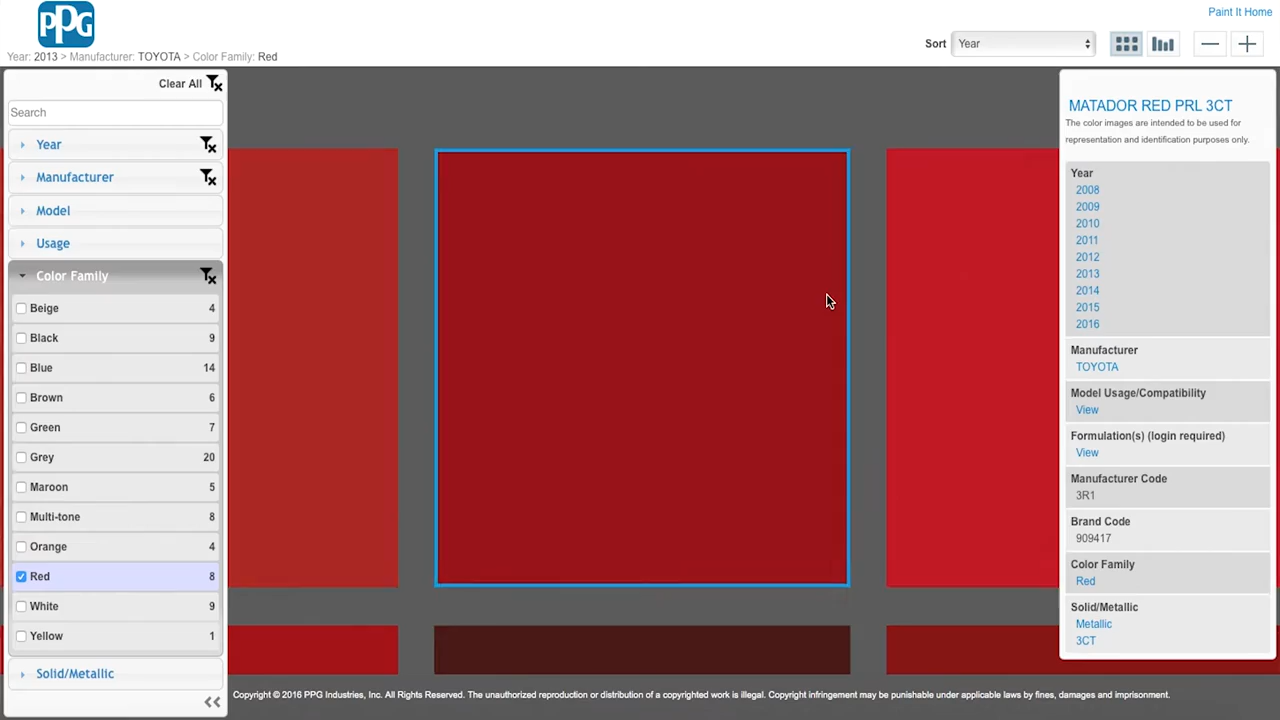 PPG
Paint It Home
Year: 2013 > Manufacturer: TOYOTA > Color Family: Red
Sort
Year
Clear All
Search
Year
Manufacturer
Model
Usage
Color Family
Beige 4
Black 9
Blue 14
Brown 6
Green 7
Grey 20
Maroon 5
Multi-tone 8
Orange 4
Red 8
White 9
Yellow 1
Solid/Metallic
MATADOR RED PRL 3CT
The color images are intended to be used for
representation and identification purposes only.
Year
2008
2009
2010
2011
2012
2013
2014
2015
2016
Manufacturer
TOYOTA
Model Usage/Compatibility
View
Formulation(s) (login required)
View
Manufacturer Code
3R1
Brand Code
909417
Color Family
Red
Solid/Metallic
Metallic
3CT
Copyright © 2016 PPG Industries, Inc. All Rights Reserved. The unauthorized reproduction or distribution of a copyrighted work is illegal. Copyright infringement may be punishable under applicable laws by fines, damages and imprisonment.